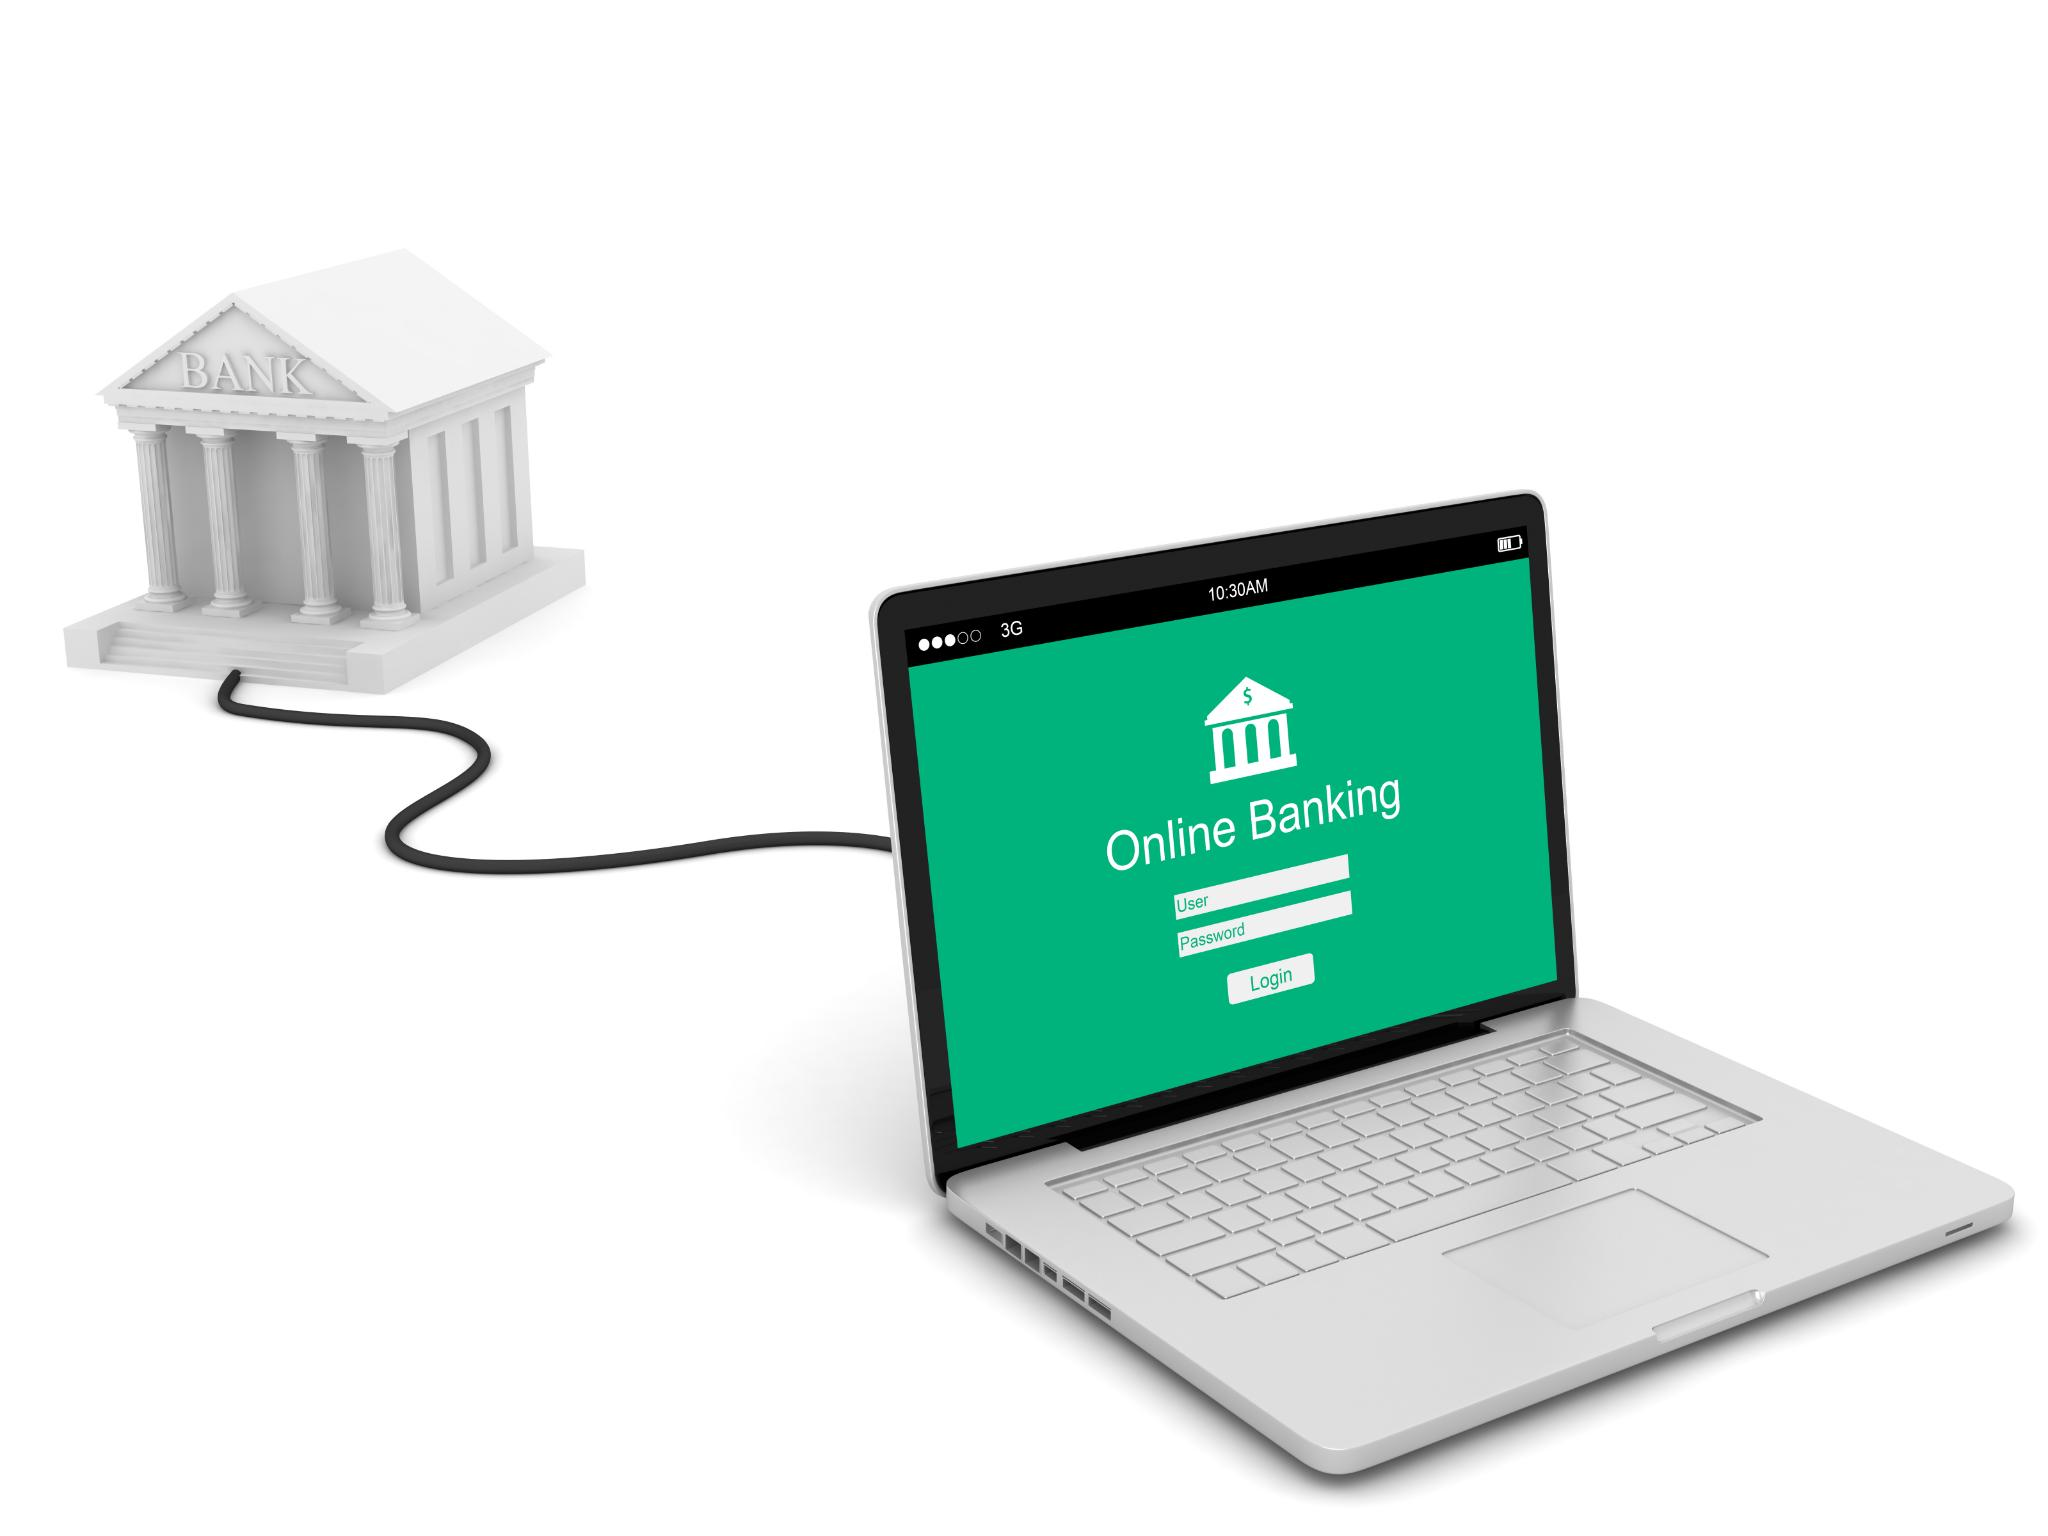 BANK
3G
10:30AM
$
Online Banking
User
Password
Login